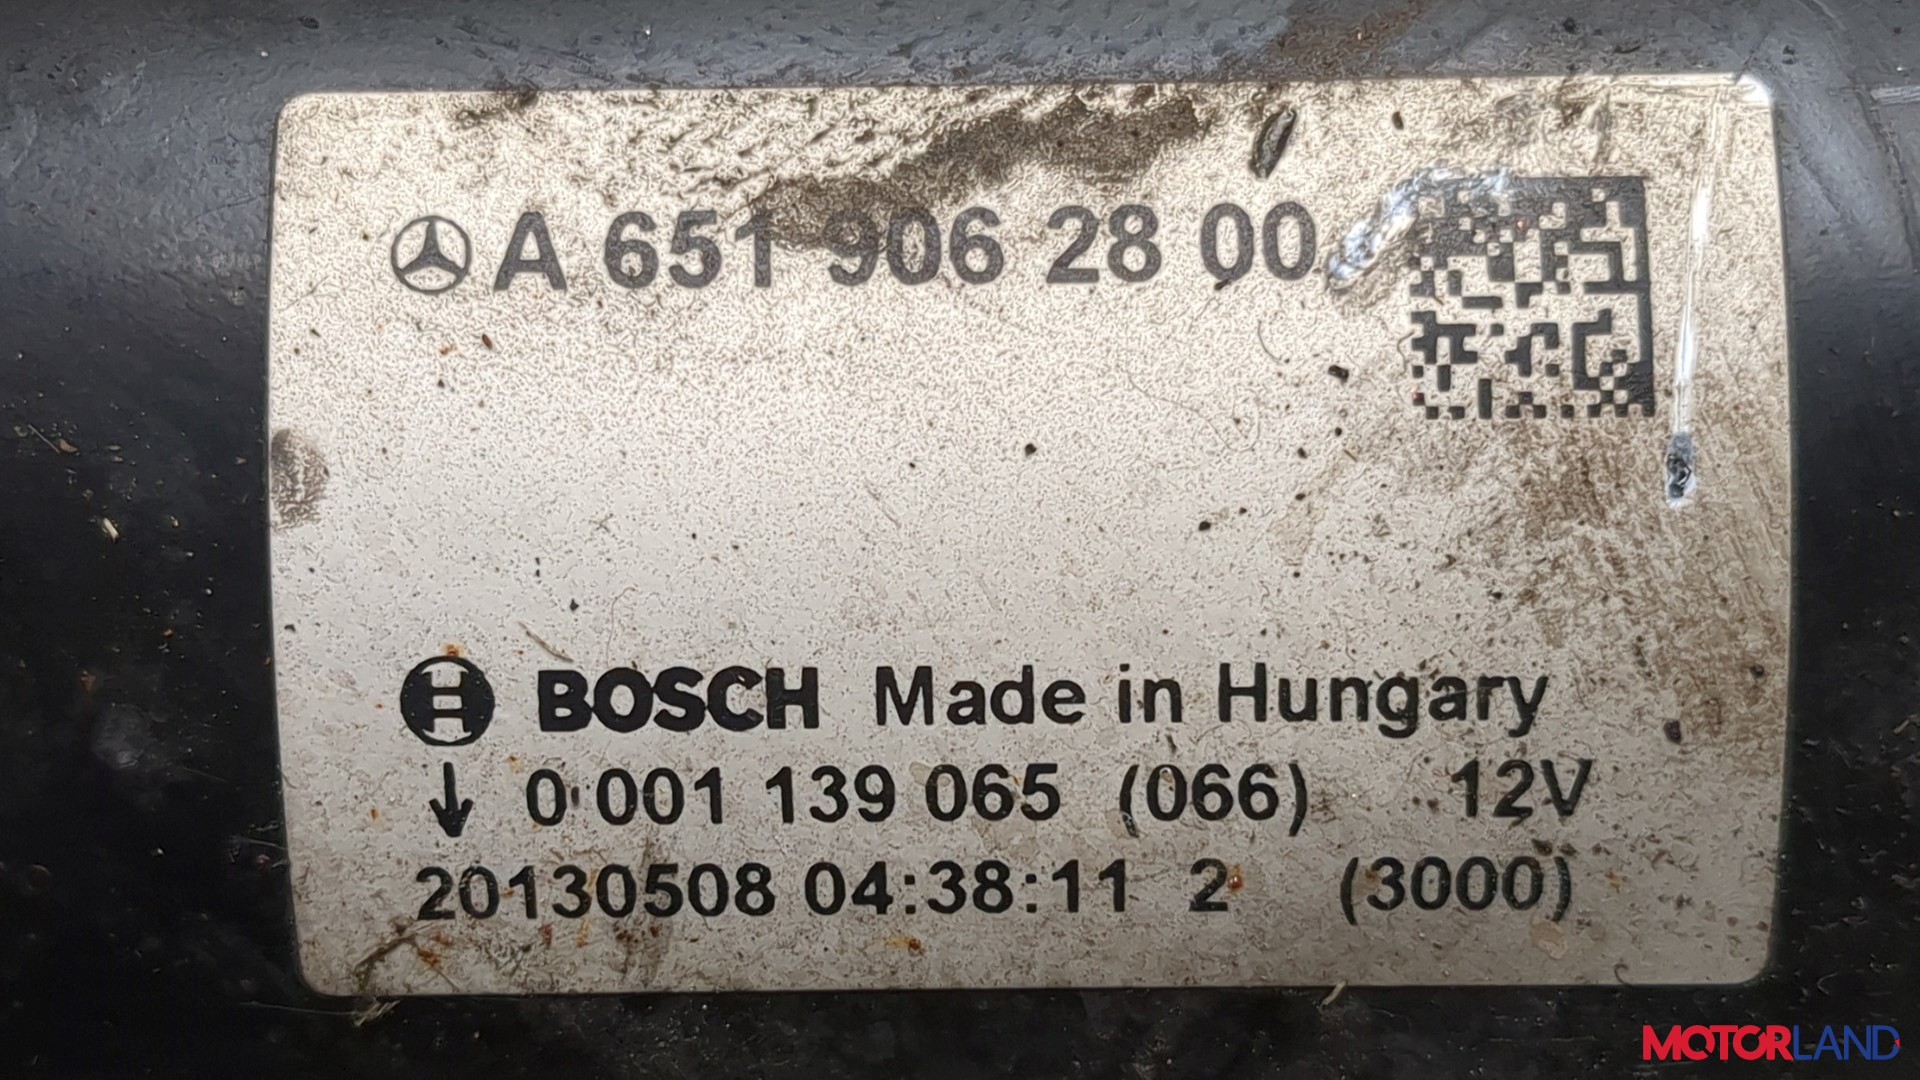 A 651 906 28 00
BOSCH Made in Hungary
↓ 0 001 139 065 (066) 12V
20130508 04:38:11 2 (3000)
MOTORLAND